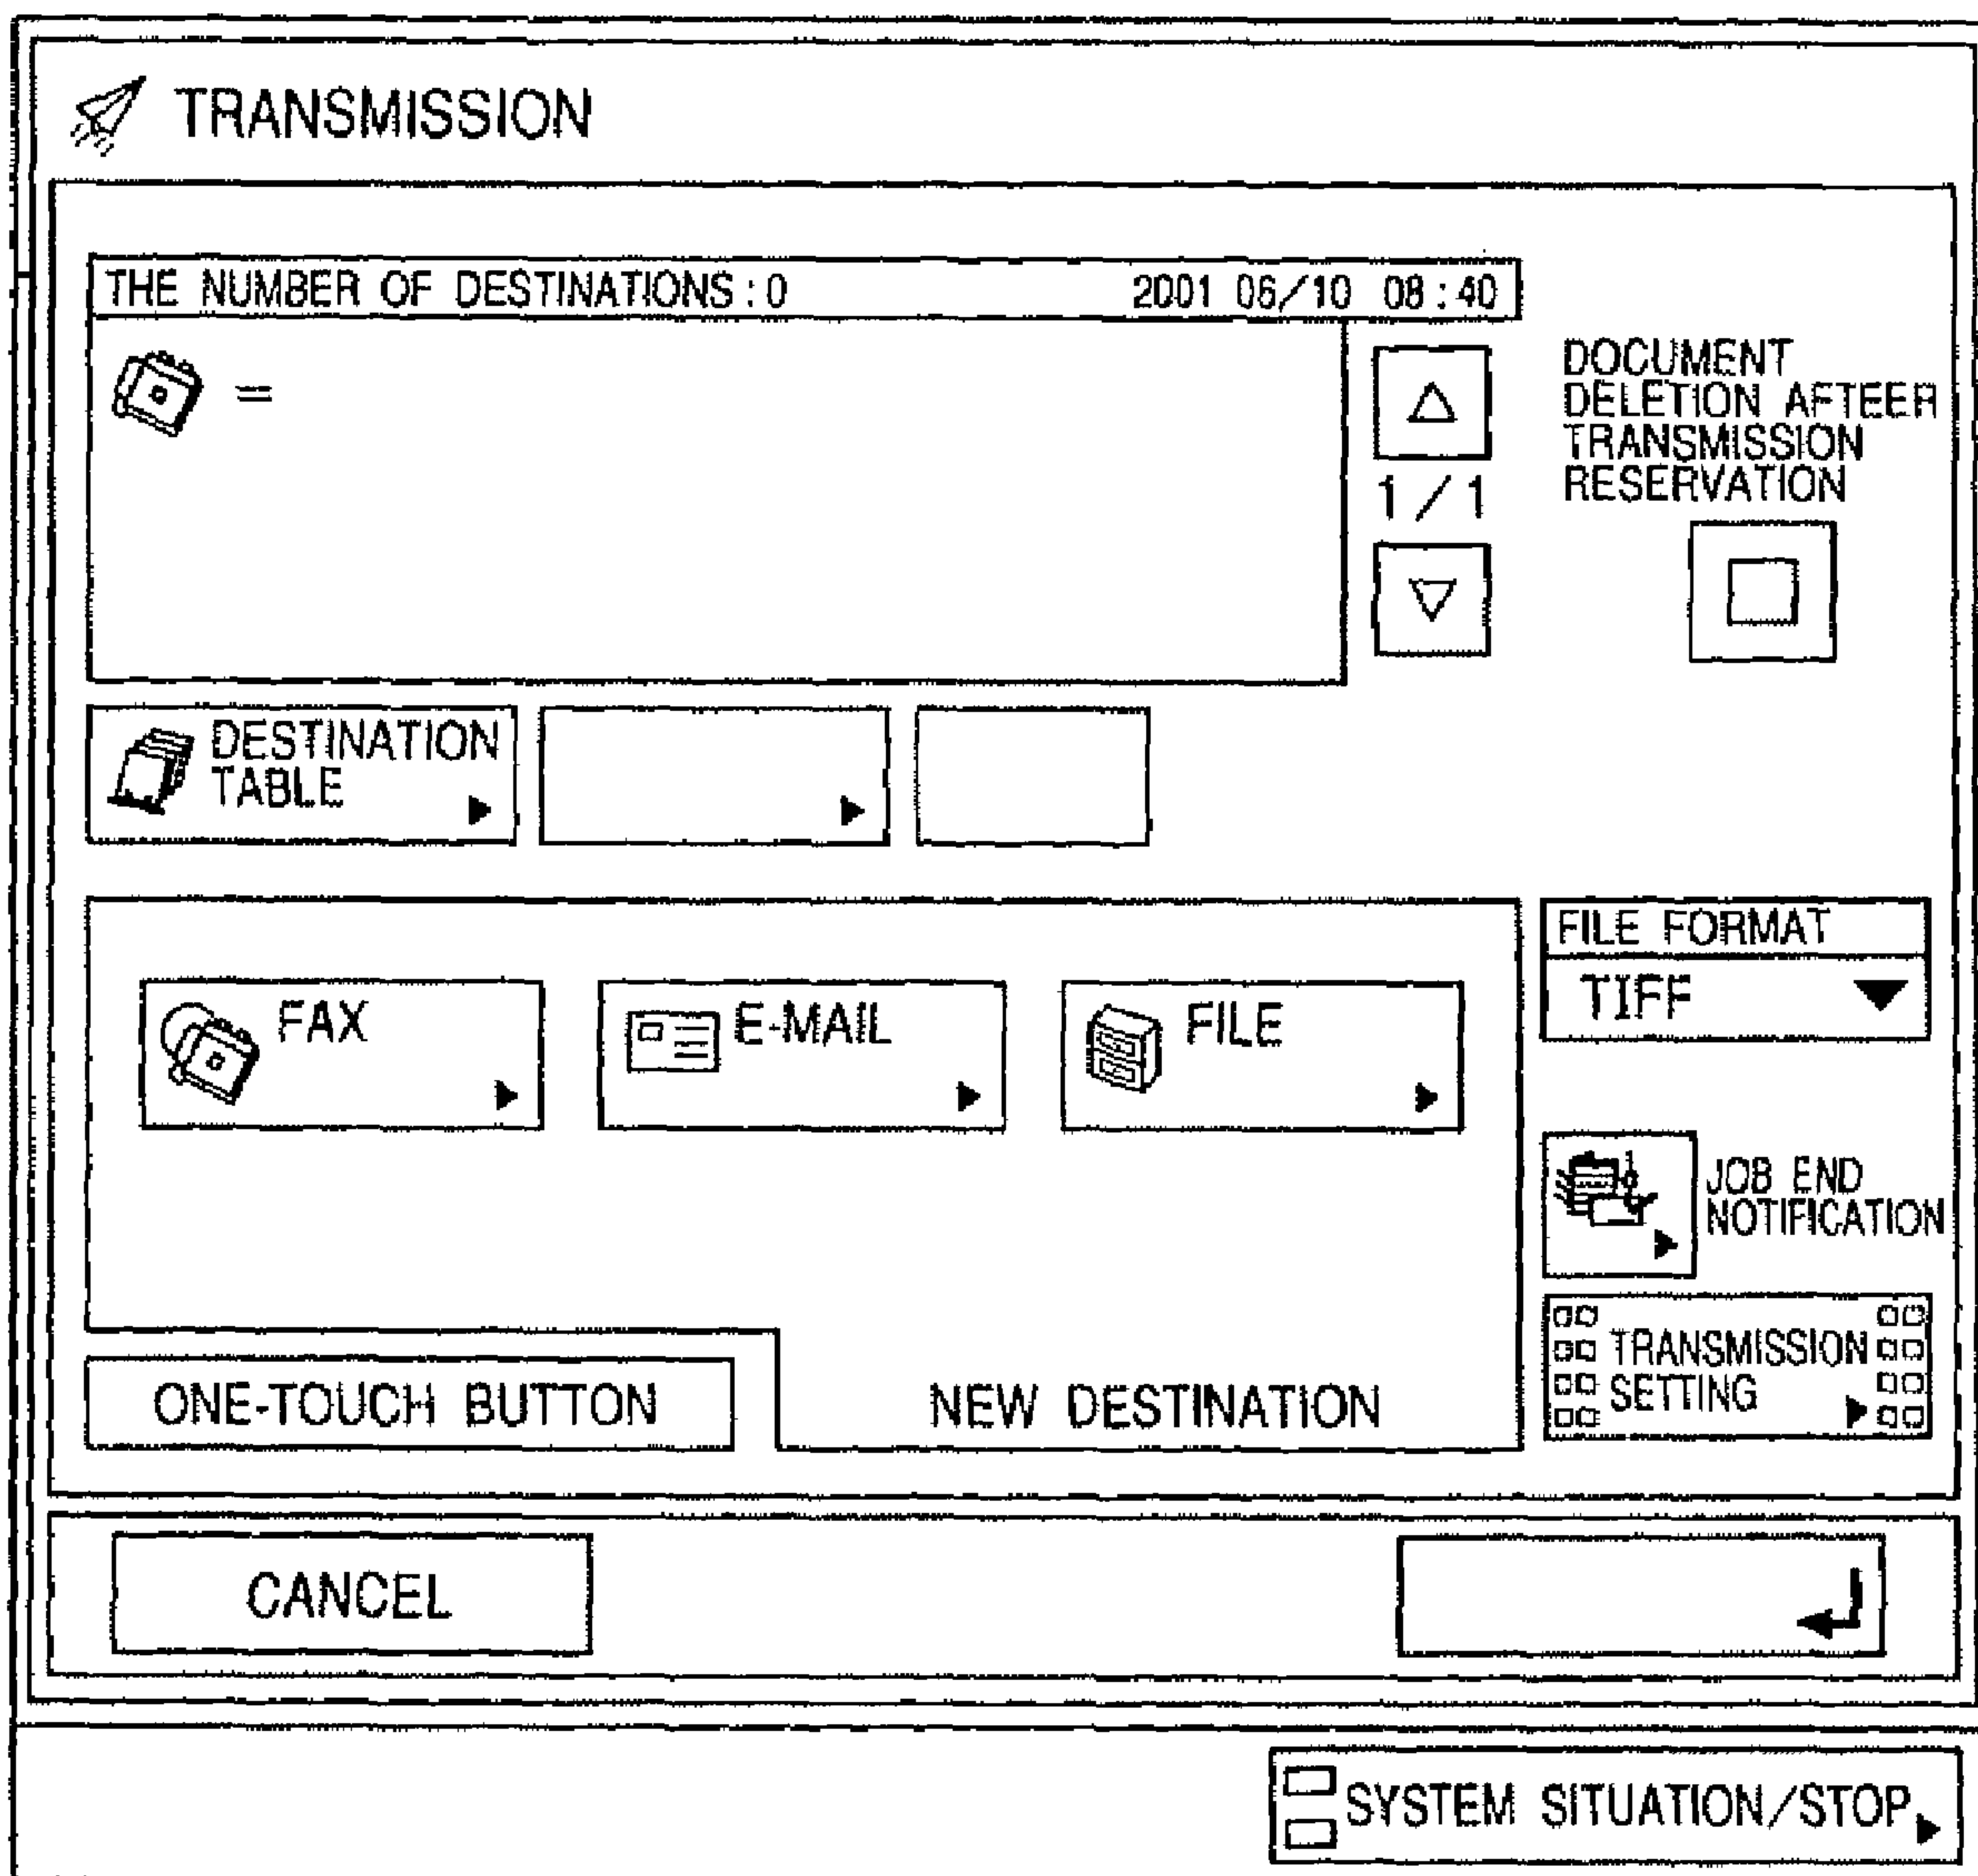 TRANSMISSION
THE NUMBER OF DESTINATIONS:0 2001 06/10 08:40
=
1/1
DOCUMENT
DELETION AFTEER
TRANSMISSION
RESERVATION
DESTINATION
TABLE
FAX
E-MAIL
FILE
FILE FORMAT
TIFF
JOB END
NOTIFICATION
TRANSMISSION
SETTING
ONE-TOUCH BUTTON
NEW DESTINATION
CANCEL
SYSTEM SITUATION/STOP